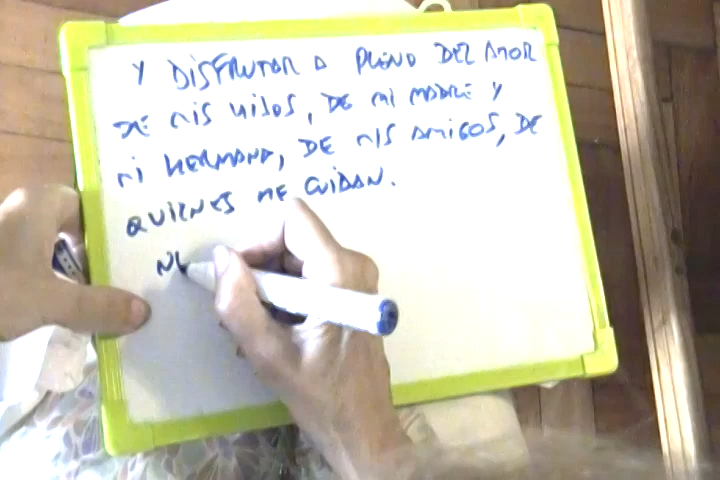 Y DISFRUTAR A PLENO DEL AMOR
DE MIS HIJOS, DE MI MADRE Y
MI HERMANA, DE MIS AMIGOS, DE
QUIENES ME CUIDAN.